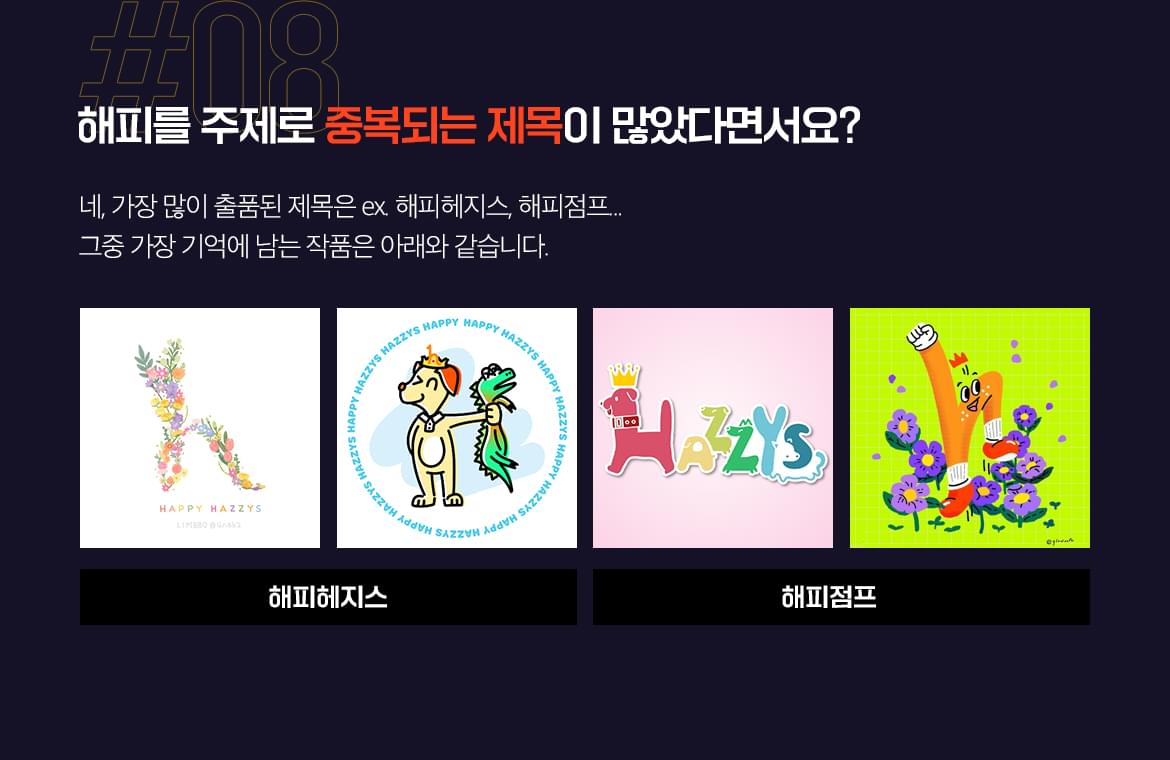 #08
해피를 주제로 중복되는 제목이 많았다면서요?
네, 가장 많이 출품된 제목은 ex. 해피헤지스, 해피점프...
그중 가장 기억에 남는 작품은 아래와 같습니다.
HAPPY HAZZYS
HAPPY HAZZYS HAPPY HAZZYS HAPPY HAZZYS HAPPY HAZZYS HAPPY HAZZYS HAPPY HAZZYS HAPPY HAZZYS
HAZZYS
해피헤지스
해피점프